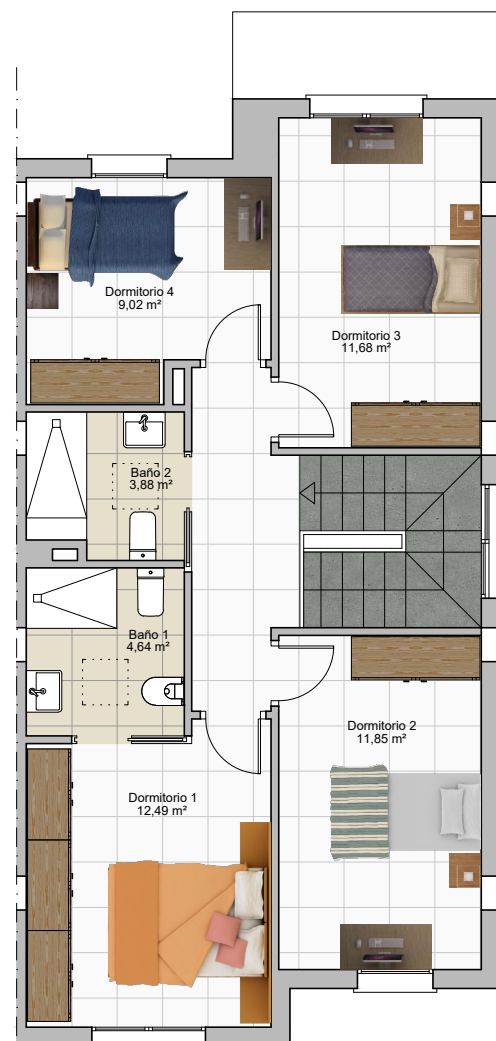 Dormitorio 4
9,02 m²
Dormitorio 3
11,68 m²
Baño 2
3,88 m²
Baño 1
4,64 m²
Dormitorio 2
11,85 m²
Dormitorio 1
12,49 m²